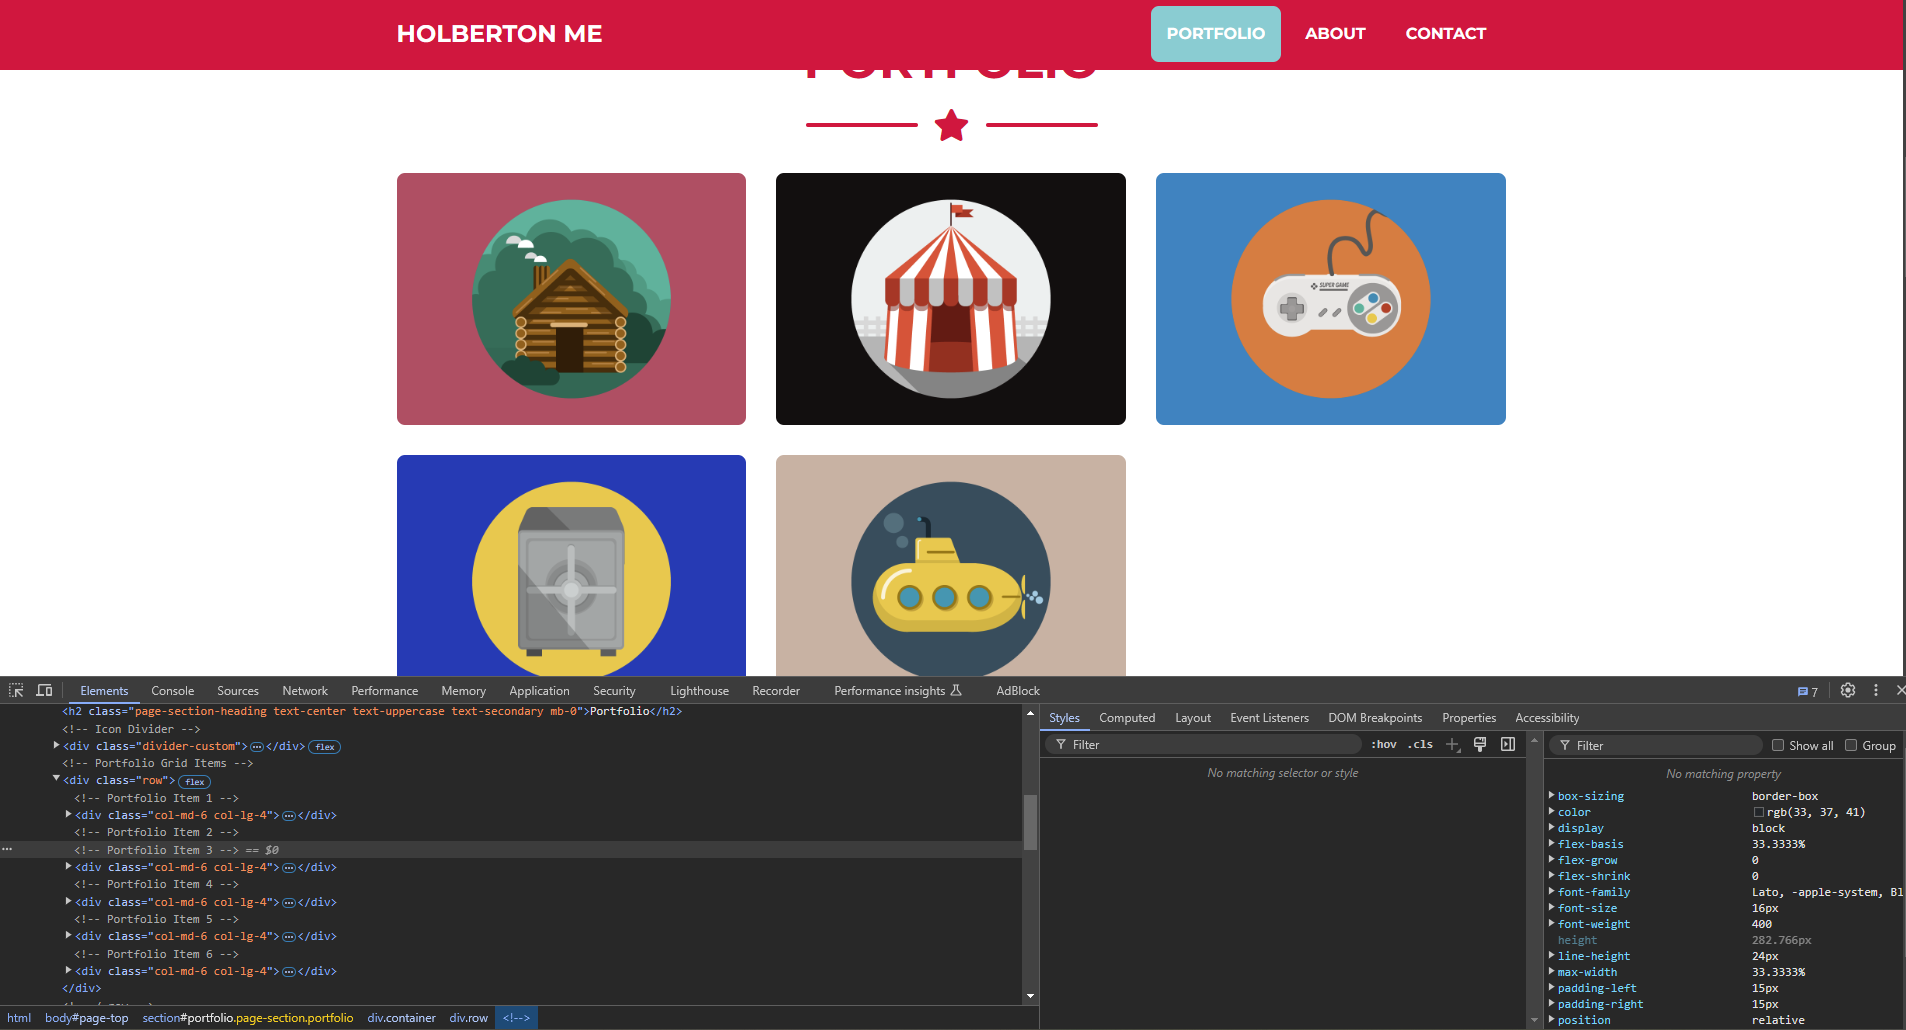 HOLBERTON ME
PORTFOLIO
ABOUT
CONTACT
PORTFOLIO
SUPER GAME
Elements
Console
Sources
Network
Performance
Memory
Application
Security
Lighthouse
Recorder
Performance insights
AdBlock
7
<h2 class="page-section-heading text-center text-uppercase text-secondary mb-0">Portfolio</h2>
<!-- Icon Divider -->
<div class="divider-custom">…</div> flex
<!-- Portfolio Grid Items -->
<div class="row"> flex
<!-- Portfolio Item 1 -->
<div class="col-md-6 col-lg-4">…</div>
<!-- Portfolio Item 2 -->
<!-- Portfolio Item 3 --> == $0
<div class="col-md-6 col-lg-4">…</div>
<!-- Portfolio Item 4 -->
<div class="col-md-6 col-lg-4">…</div>
<!-- Portfolio Item 5 -->
<div class="col-md-6 col-lg-4">…</div>
<!-- Portfolio Item 6 -->
<div class="col-md-6 col-lg-4">…</div>
</div>
html body#page-top section#portfolio.page-section.portfolio div.container div.row <!-->
Styles
Computed
Layout
Event Listeners
DOM Breakpoints
Properties
Accessibility
Filter
:hov .cls
No matching selector or style
Filter
Show all
Group
No matching property
box-sizing border-box
color rgb(33, 37, 41)
display block
flex-basis 33.3333%
flex-grow 0
flex-shrink 0
font-family Lato, -apple-system, Bl
font-size 16px
font-weight 400
height 282.766px
line-height 24px
max-width 33.3333%
padding-left 15px
padding-right 15px
position relative